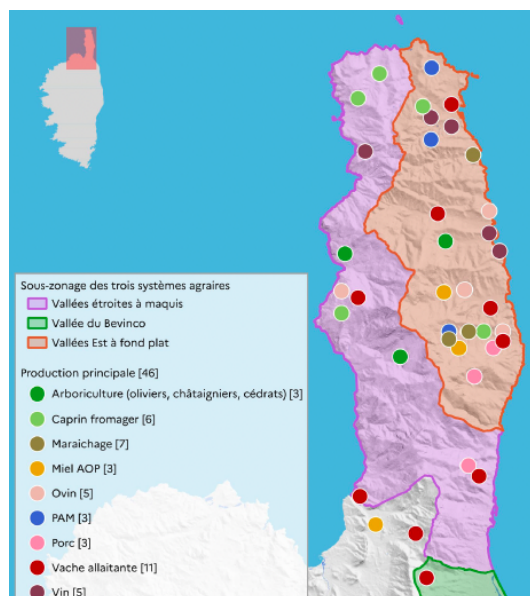 Sous-zonage des trois systèmes agraires
Vallées étroites à maquis
Vallée du Bevinco
Vallées Est à fond plat
Production principale [46]
Arboriculture (oliviers, châtaigniers, cédrats) [3]
Caprin fromager [6]
Maraichage [7]
Miel AOP [3]
Ovin [5]
PAM [3]
Porc [3]
Vache allaitante [11]
Vin [5]